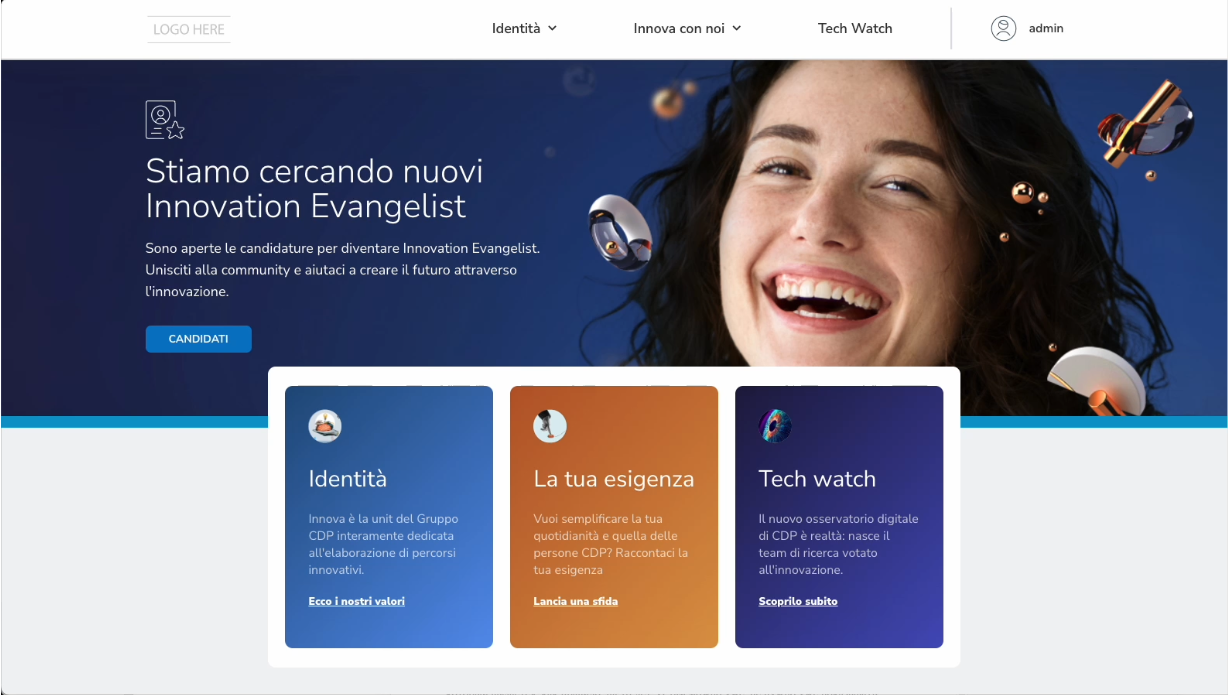 LOGO HERE
Identità
Innova con noi
Tech Watch
admin
Stiamo cercando nuovi
Innovation Evangelist
Sono aperte le candidature per diventare Innovation Evangelist.
Unisciti alla community e aiutaci a creare il futuro attraverso
l'innovazione.
CANDIDATI
Identità
Innova è la unit del Gruppo
CDP interamente dedicata
all'elaborazione di percorsi
innovativi.
Ecco i nostri valori
La tua esigenza
Vuoi semplificare la tua
quotidianità e quella delle
persone CDP? Raccontaci la
tua esigenza
Lancia una sfida
Tech watch
Il nuovo osservatorio digitale
di CDP è realtà: nasce il
team di ricerca votato
all'innovazione.
Scoprilo subito